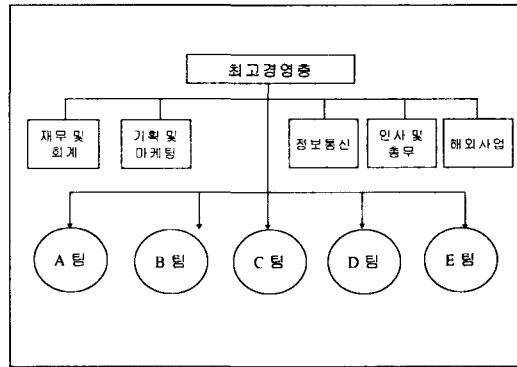 최고경영층
재무 및
회계
기획 및
마케팅
정보통신
인사 및
총무
해외사업
A 팀
B 팀
C 팀
D 팀
E 팀